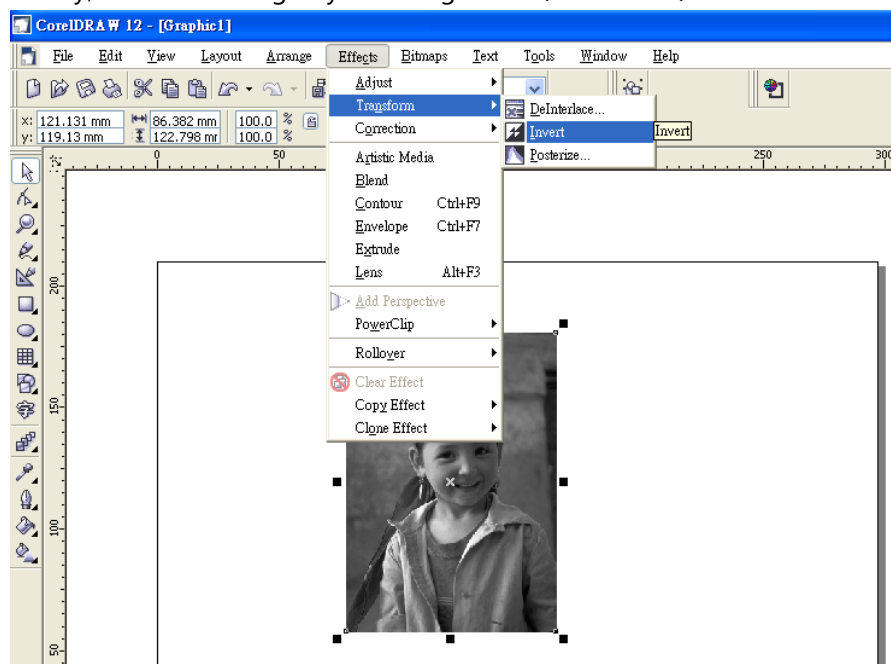 CorelDRAW 12 - [Graphic1]
File Edit View Layout Arrange Effects Bitmaps Text Tools Window Help
x: 121.131 mm 86.382 mm 100.0 %
y: 119.13 mm 122.798 mr 100.0 %
Adjust
Transform
Correction
Artistic Media
Blend
Contour Ctrl+F9
Envelope Ctrl+F7
Extrude
Lens Alt+F3
Add Perspective
PowerClip
Rollover
Clear Effect
Copy Effect
Clone Effect
DeInterlace...
Invert Invert
Posterize...
0 50 250 300
200
150
100
50
字